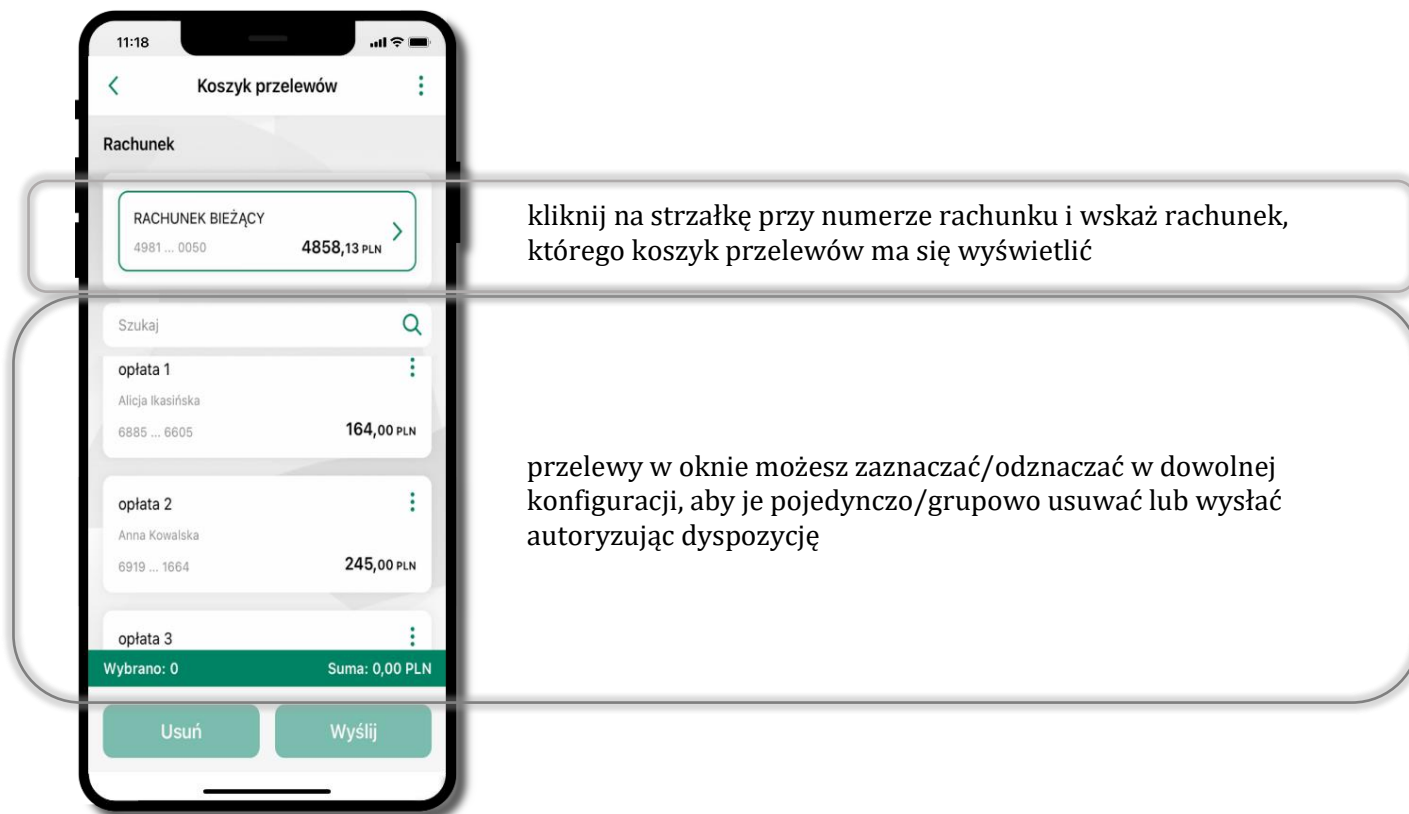 11:18
Koszyk przelewów
Rachunek
RACHUNEK BIEŻĄCY
4981 ... 0050 4858,13 PLN
kliknij na strzałkę przy numerze rachunku i wskaż rachunek,
którego koszyk przelewów ma się wyświetlić
Szukaj
opłata 1
Alicja Ikasińska
6885 ... 6605 164,00 PLN
opłata 2
Anna Kowalska
6919 ... 1664 245,00 PLN
przelewy w oknie możesz zaznaczać/odznaczać w dowolnej
konfiguracji, aby je pojedynczo/grupowo usuwać lub wysłać
autoryzując dyspozycję
opłata 3
Wybrano: 0 Suma: 0,00 PLN
Usuń Wyślij